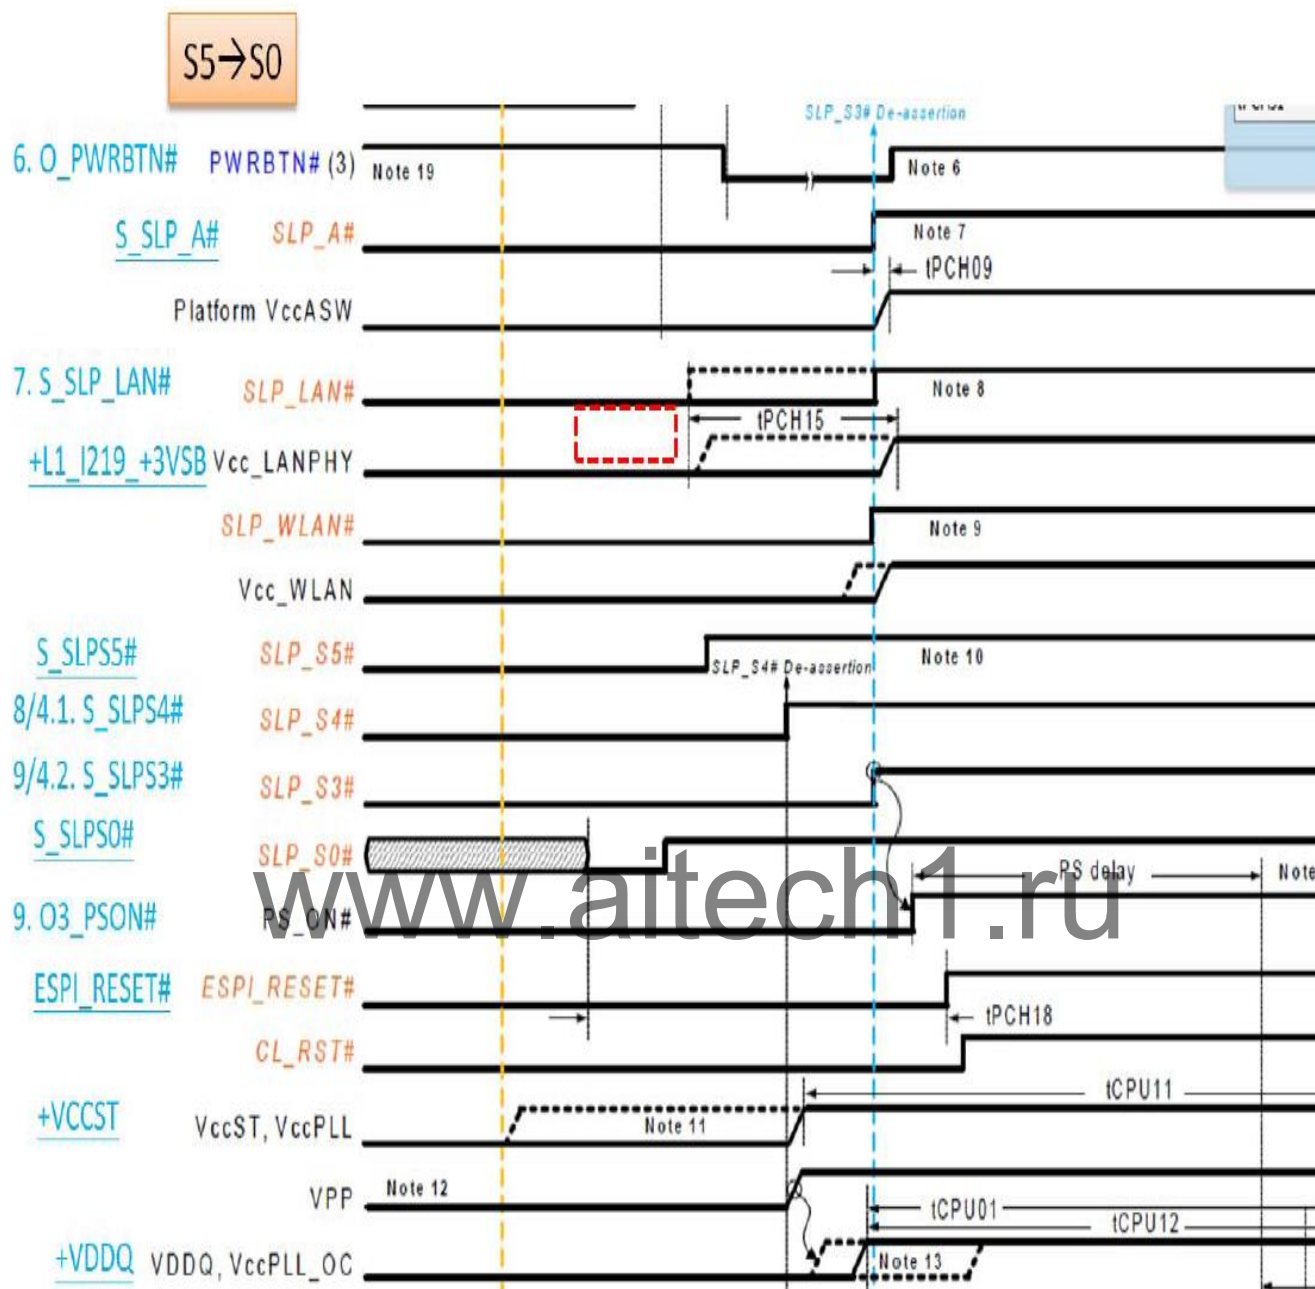 S5→S0
SLP_S3# De-assertion
6. O_PWRBTN# PWRBTN# (3) Note 19 Note 6
S_SLP_A# SLP_A# Note 7
tPCH09
Platform VccASW
7. S_SLP_LAN# SLP_LAN# Note 8
tPCH15
+L1_I219_+3VSB Vcc_LANPHY
SLP_WLAN# Note 9
Vcc_WLAN
S_SLPS5# SLP_S5# Note 10
SLP_S4# De-assertion
8/4.1. S_SLPS4# SLP_S4#
9/4.2. S_SLPS3# SLP_S3#
S_SLPS0# SLP_S0#
PS delay Note
www.aitech1.ru
9. O3_PSON# PS_ON#
ESPI_RESET# ESPI_RESET#
tPCH18
CL_RST#
tCPU11
+VCCST VccST, VccPLL Note 11
VPP Note 12
tCPU01
tCPU12
+VDDQ VDDQ, VccPLL_OC Note 13